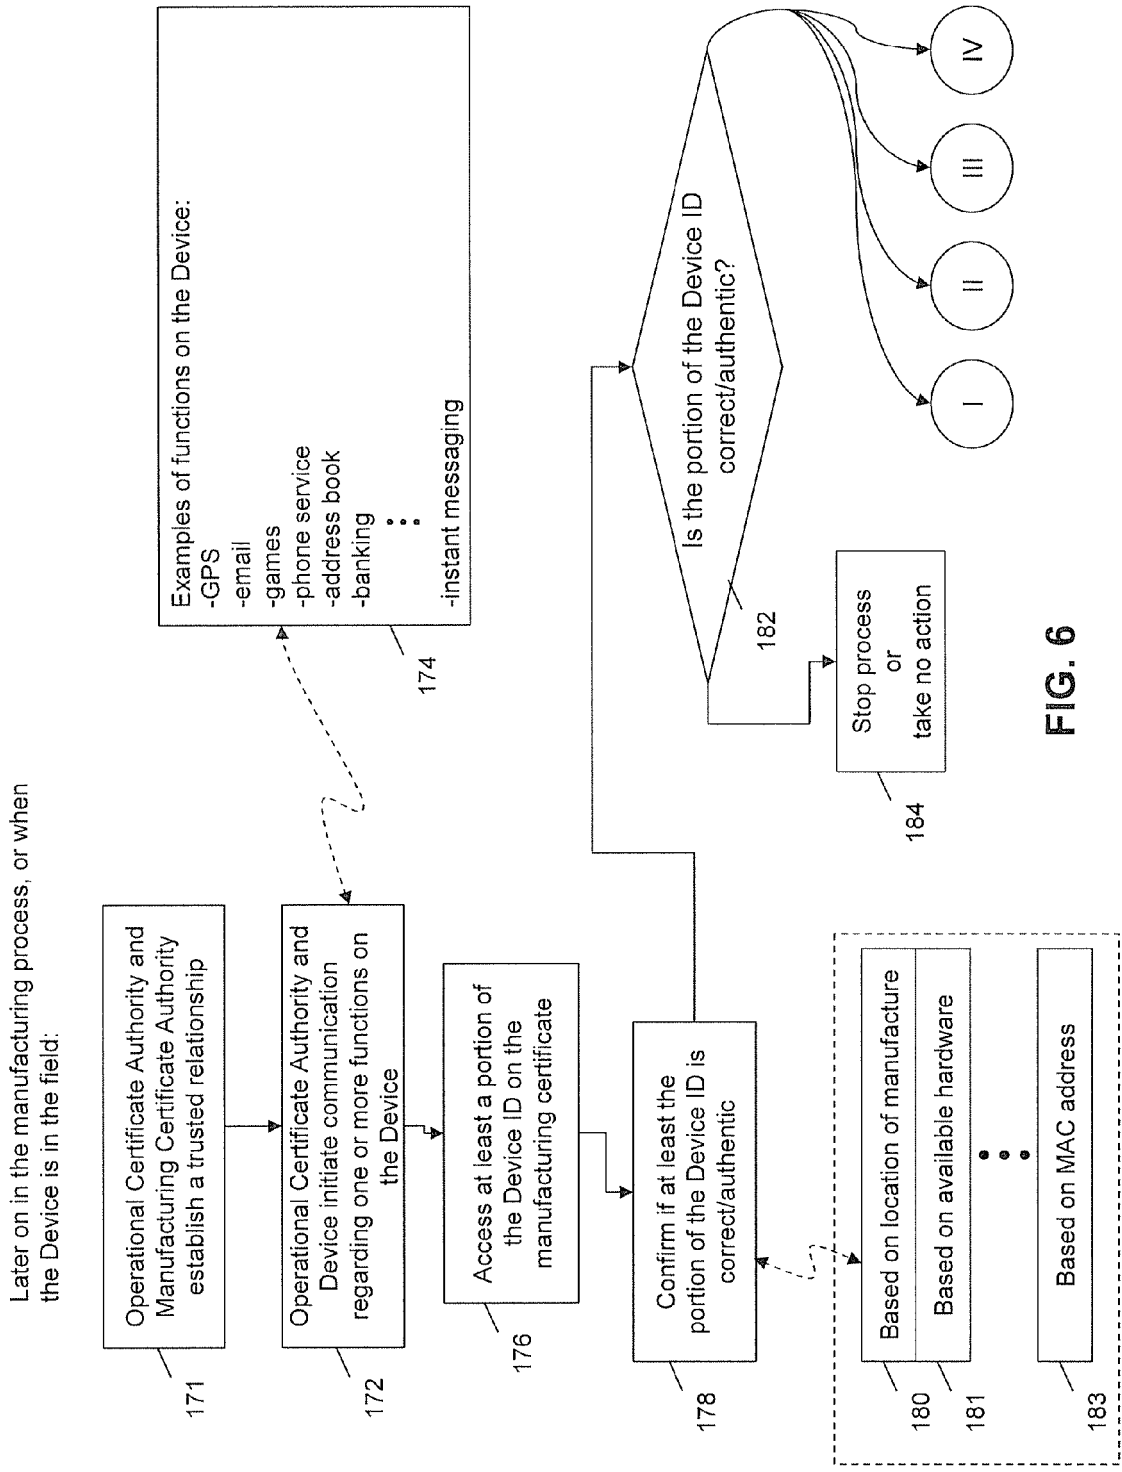 Later on in the manufacturing process, or when
the Device is in the field:
Operational Certificate Authority and
Manufacturing Certificate Authority
establish a trusted relationship
171
Operational Certificate Authority and
Device initiate communication
regarding one or more functions on
the Device
172
Examples of functions on the Device:
-GPS
-email
-games
-phone service
-address book
-banking
-instant messaging
174
Access at least a portion of
the Device ID on the
manufacturing certificate
176
Confirm if at least the
portion of the Device ID is
correct/authentic
178
Based on location of manufacture
180
Based on available hardware
181
Based on MAC address
183
Is the portion of the Device ID
correct/authentic?
182
Stop process
or
take no action
184
I
II
III
IV
FIG. 6